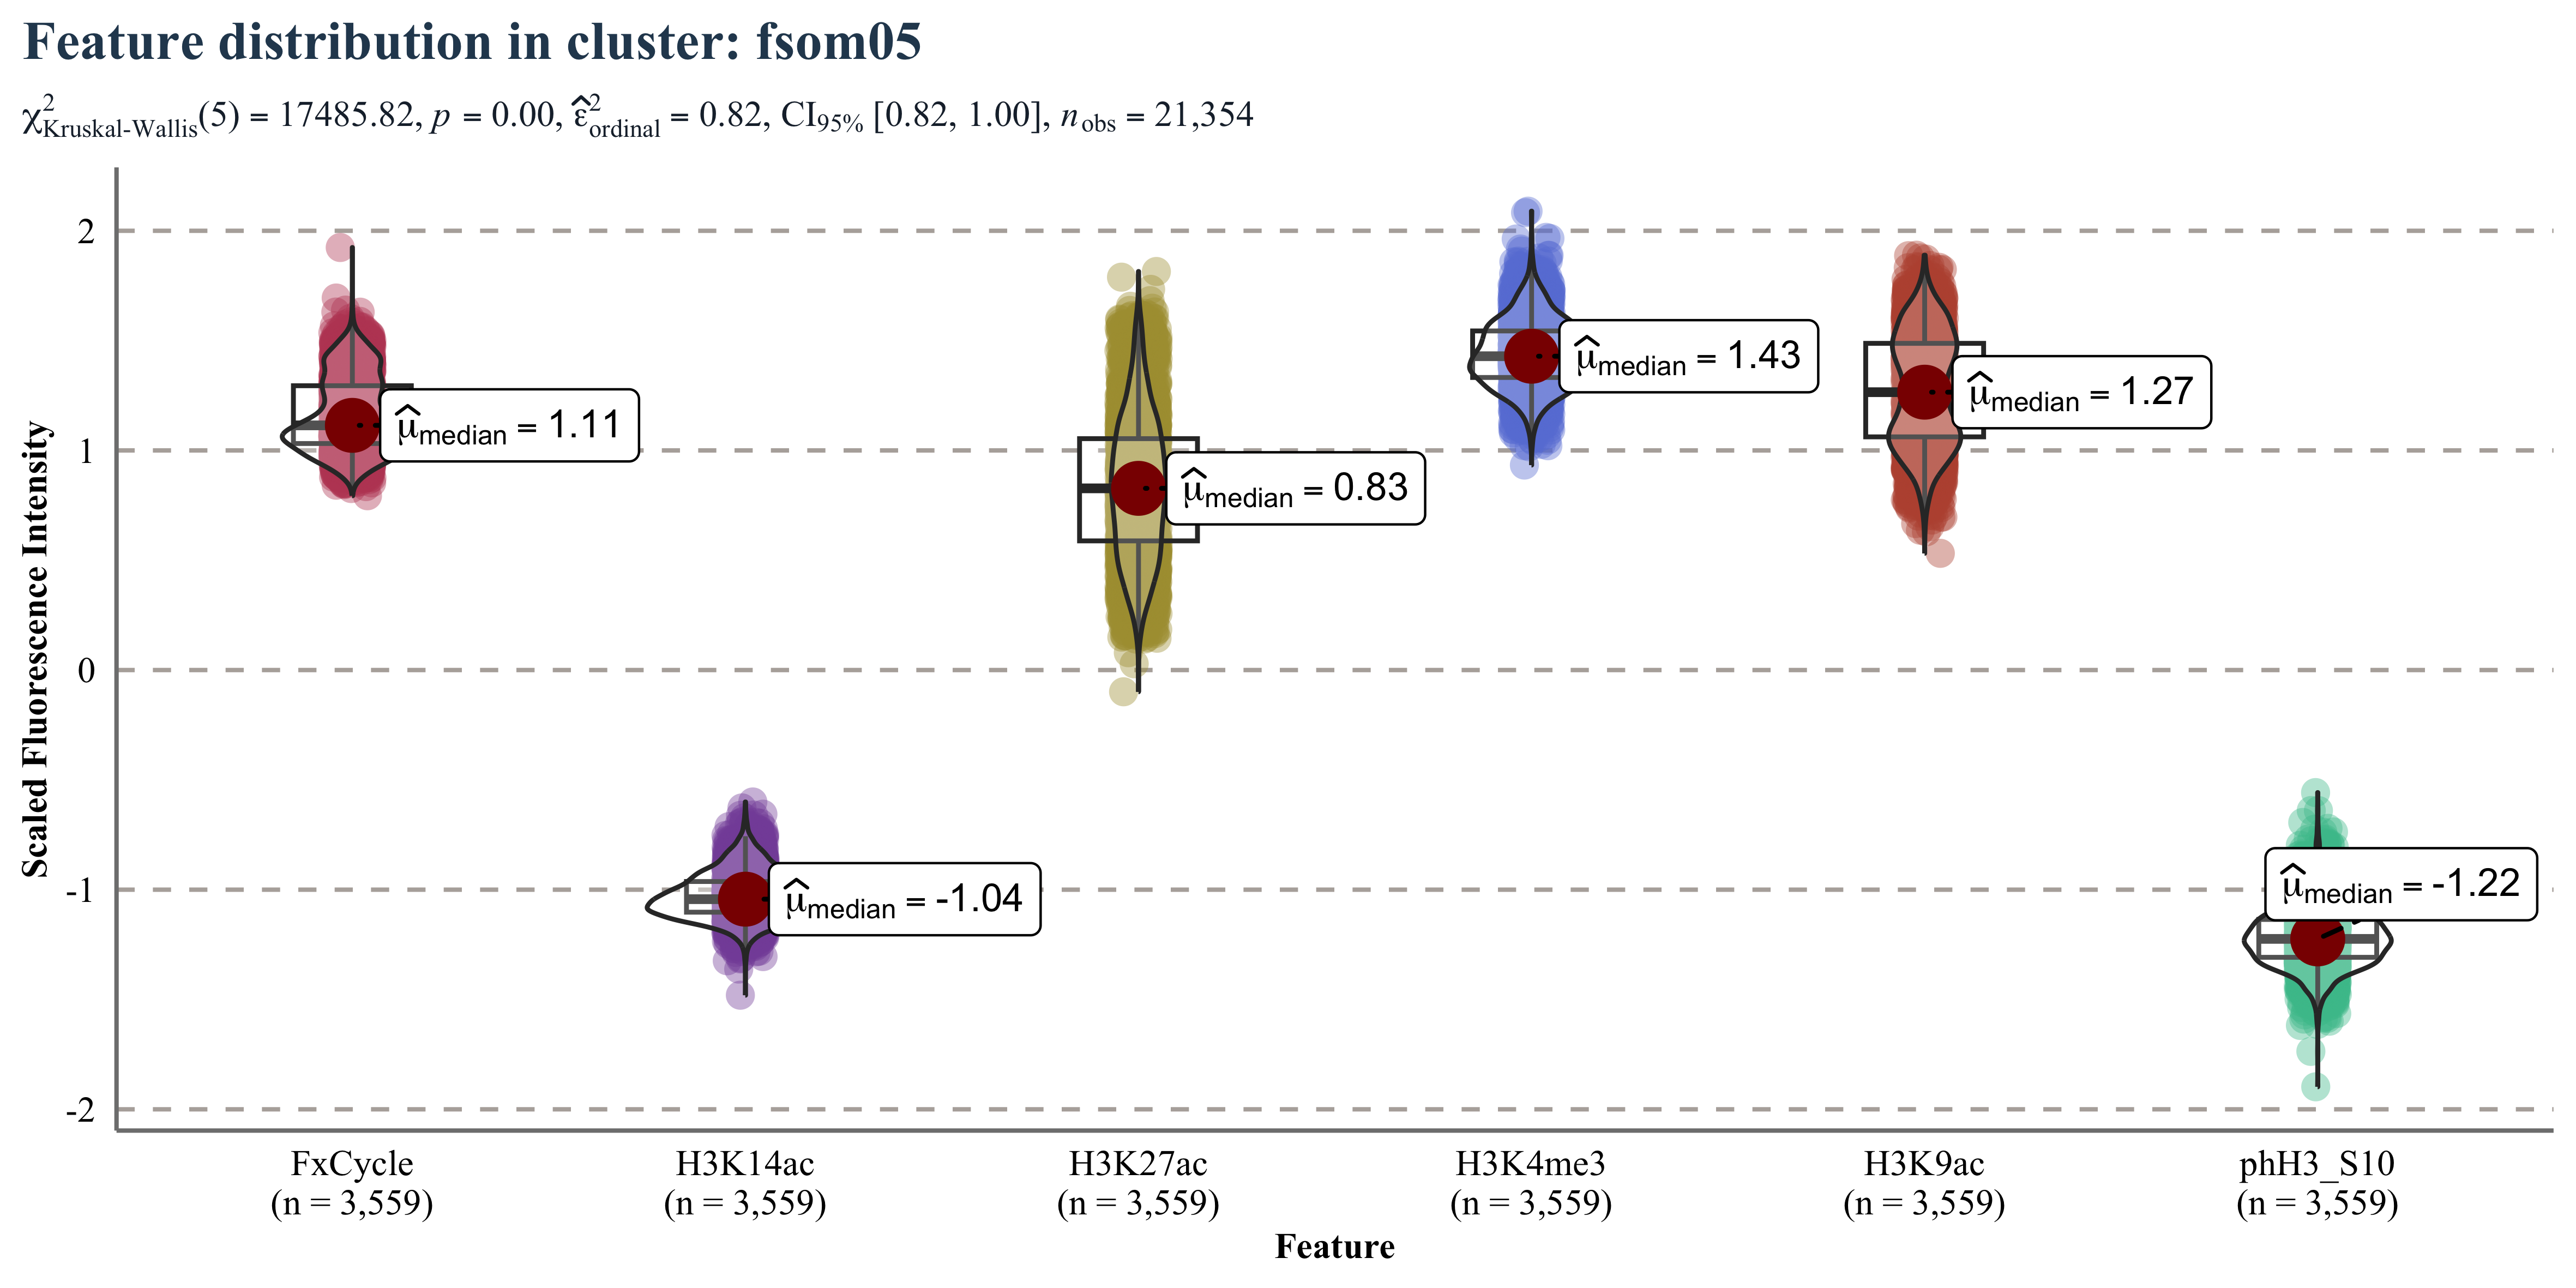 Feature distribution in cluster: fsom05
χ²Kruskal-Wallis(5) = 17485.82, p = 0.00, ε̂²ordinal = 0.82, CI95% [0.82, 1.00], nobs = 21,354
Scaled Fluorescence Intensity
2
1
0
-1
-2
μ̂median = 1.11
μ̂median = -1.04
μ̂median = 0.83
μ̂median = 1.43
μ̂median = 1.27
μ̂median = -1.22
FxCycle
(n = 3,559)
H3K14ac
(n = 3,559)
H3K27ac
(n = 3,559)
H3K4me3
(n = 3,559)
H3K9ac
(n = 3,559)
phH3_S10
(n = 3,559)
Feature